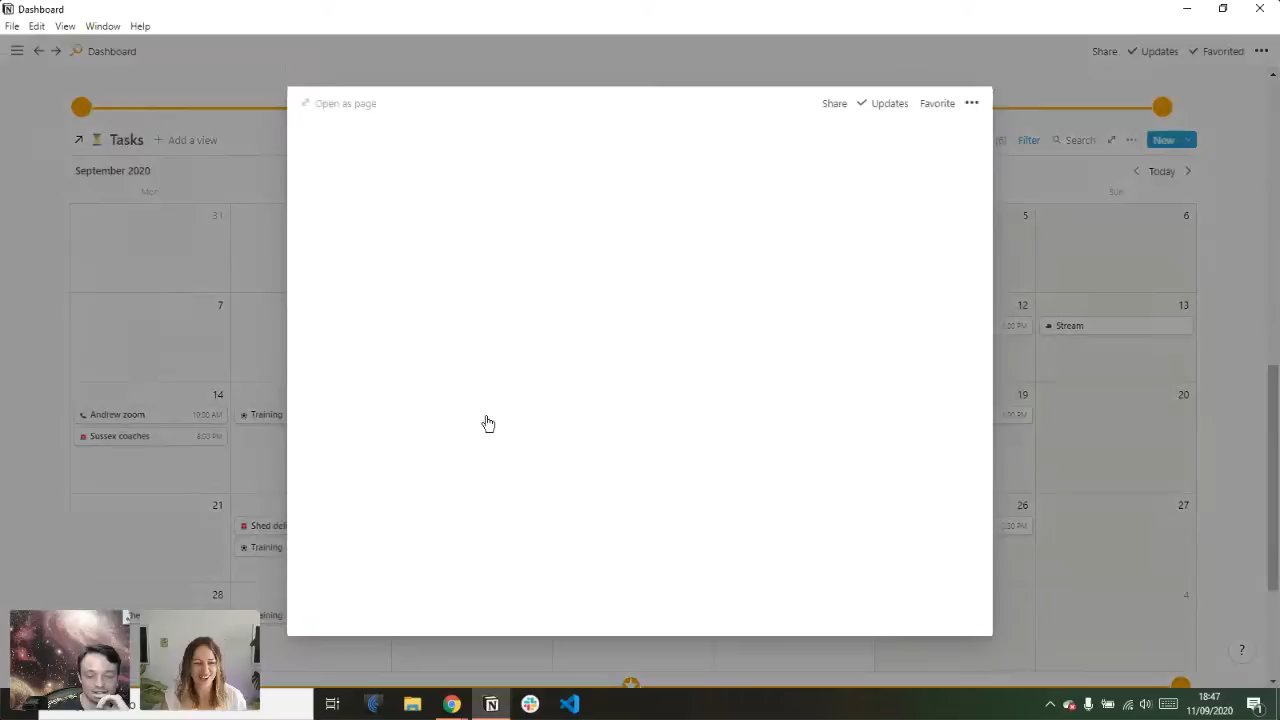 Dashboard
File Edit View Window Help
Dashboard
Share Updates Favorited
Open as page
Share Updates Favorite
Tasks Add a view
Filter Search New
September 2020
Today
Mon
Sun
31
5
6
7
12
13
Stream
14
19
20
Andrew zoom 10:00 AM
Training
Sussex coaches 8:00 PM
21
26
27
Shed
Training
28
4
?
18:47
11/09/2020
1